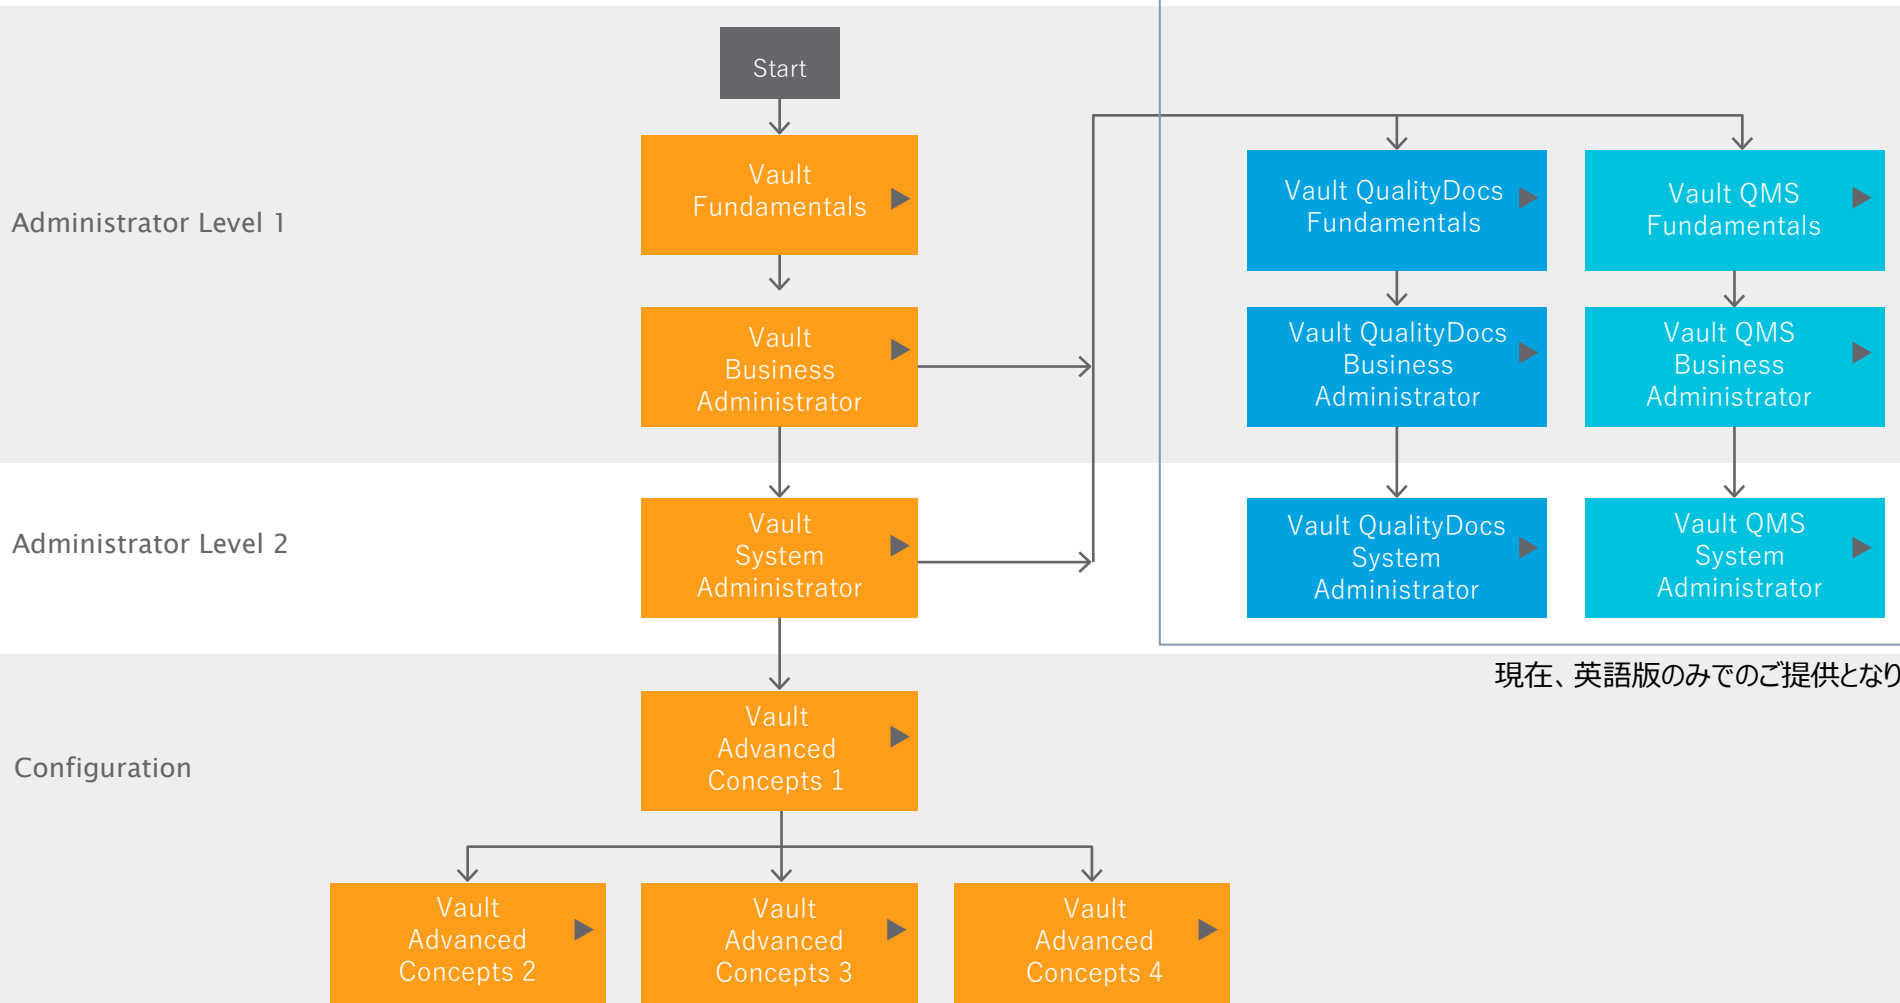 Start
Vault
Fundamentals
Vault QualityDocs
Fundamentals
Vault QMS
Fundamentals
Administrator Level 1
Vault
Business
Administrator
Vault QualityDocs
Business
Administrator
Vault QMS
Business
Administrator
Administrator Level 2
Vault
System
Administrator
Vault QualityDocs
System
Administrator
Vault QMS
System
Administrator
現在、英語版のみでのご提供となり
Configuration
Vault
Advanced
Concepts 1
Vault
Advanced
Concepts 2
Vault
Advanced
Concepts 3
Vault
Advanced
Concepts 4